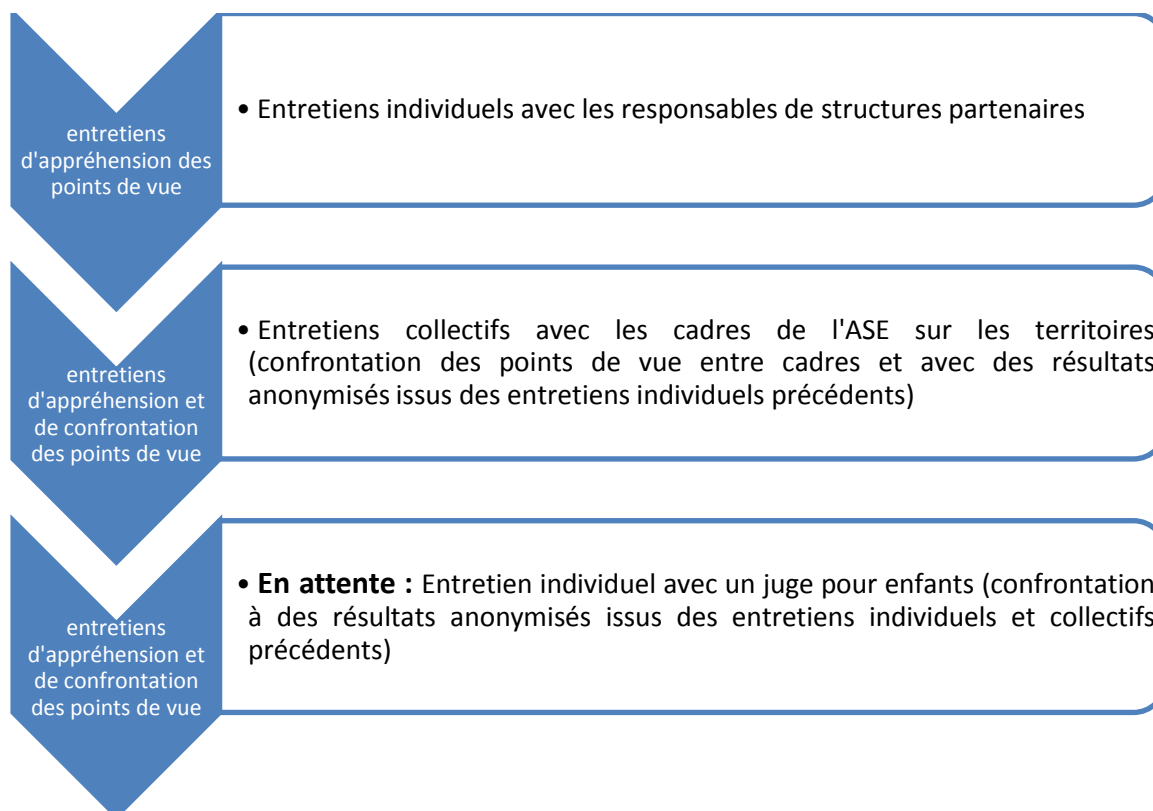 entretiens
d'appréhension des
points de vue
• Entretiens individuels avec les responsables de structures partenaires
entretiens
d'appréhension et
de confrontation
des points de vue
• Entretiens collectifs avec les cadres de l'ASE sur les territoires
(confrontation des points de vue entre cadres et avec des résultats
anonymisés issus des entretiens individuels précédents)
entretiens
d'appréhension et
de confrontation
des points de vue
• En attente : Entretien individuel avec un juge pour enfants (confrontation
à des résultats anonymisés issus des entretiens individuels et collectifs
précédents)